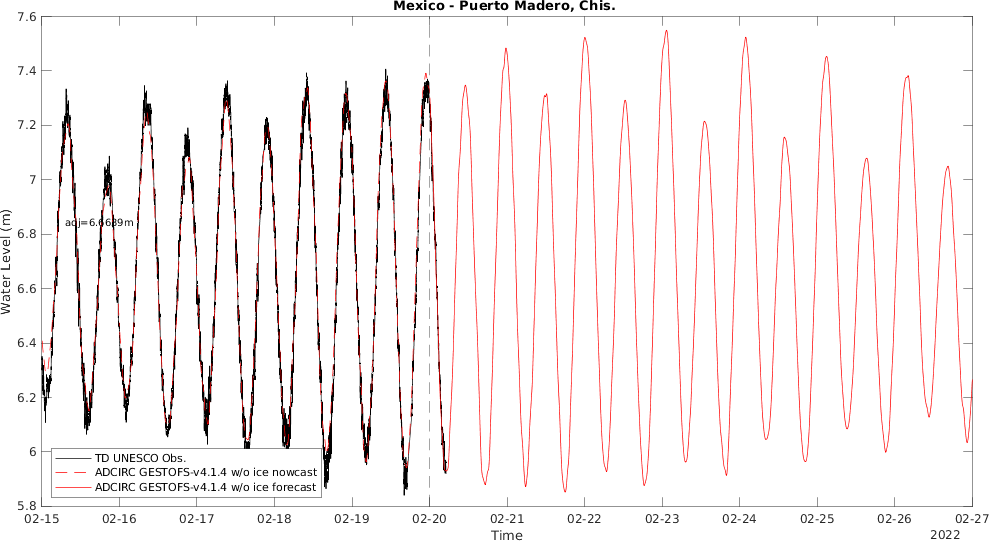 Mexico - Puerto Madero, Chis.
7.6
7.4
7.2
7
6.8
6.6
6.4
6.2
6
5.8
Water Level (m)
adj=6.6639m
TD UNESCO Obs.
ADCIRC GESTOFS-v4.1.4 w/o ice nowcast
ADCIRC GESTOFS-v4.1.4 w/o ice forecast
02-15 02-16 02-17 02-18 02-19 02-20 02-21 02-22 02-23 02-24 02-25 02-26 02-27
Time
2022